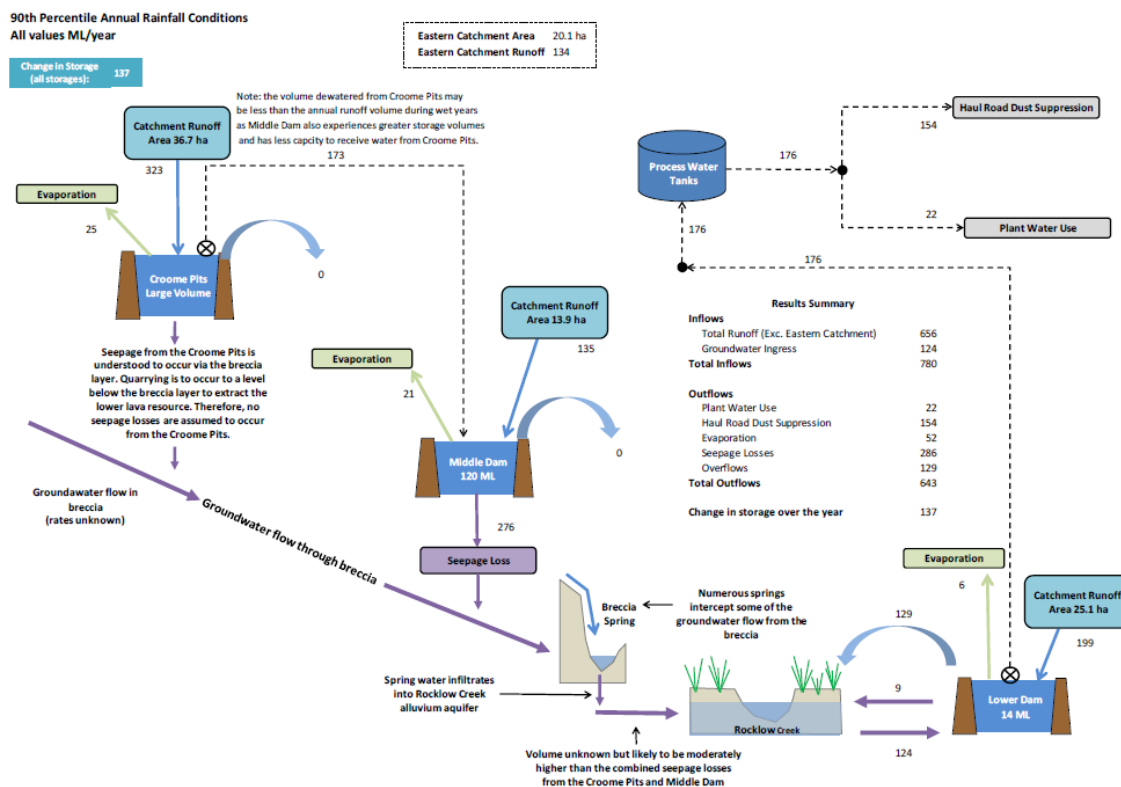 90th Percentile Annual Rainfall Conditions
All values ML/year
Eastern Catchment Area 20.1 ha
Eastern Catchment Runoff 134
Change in Storage
(all storages): 137
Note: the volume dewatered from Croome Pits may
be less than the annual runoff volume during wet years
as Middle Dam also experiences greater storage volumes
and has less capcity to receive water from Croome Pits.
173
Catchment Runoff
Area 36.7 ha
323
Evaporation
25
0
Croome Pits
Large Volume
Seepage from the Croome Pits is
understood to occur via the breccia
layer. Quarrying is to occur to a level
below the breccia layer to extract the
lower lava resource. Therefore, no
seepage losses are assumed to occur
from the Croome Pits.
Groundawater flow in
breccia
(rates unknown)
Groundwater flow through breccia
Catchment Runoff
Area 13.9 ha
135
Evaporation
21
0
Middle Dam
120 ML
276
Seepage Loss
Haul Road Dust Suppression
154
176
Process Water
Tanks
22
Plant Water Use
176
176
Results Summary
Inflows
Total Runoff (Exc. Eastern Catchment) 656
Groundwater Ingress 124
Total Inflows 780
Outflows
Plant Water Use 22
Haul Road Dust Suppression 154
Evaporation 52
Seepage Losses 286
Overflows 129
Total Outflows 643
Change in storage over the year 137
Breccia
Spring
Numerous springs
intercept some of the
groundwater flow from the
breccia
Spring water infiltrates
into Rocklow Creek
alluvium aquifer
Evaporation
6
Catchment Runoff
Area 25.1 ha
199
129
9
Lower Dam
14 ML
Rocklow Creek
124
Volume unknown but likely to be moderately
higher than the combined seepage losses
from the Croome Pits and Middle Dam